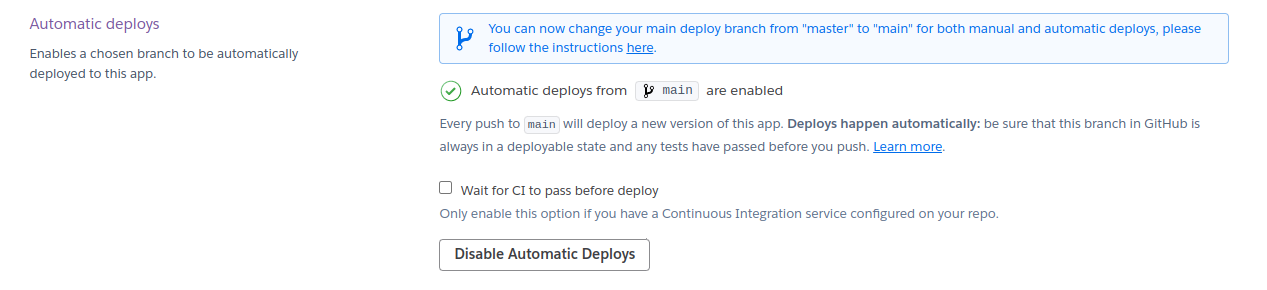 Automatic deploys
Enables a chosen branch to be automatically
deployed to this app.
You can now change your main deploy branch from "master" to "main" for both manual and automatic deploys, please
follow the instructions here.
Automatic deploys from main are enabled
Every push to main will deploy a new version of this app. Deploys happen automatically: be sure that this branch in GitHub is
always in a deployable state and any tests have passed before you push. Learn more.
Wait for CI to pass before deploy
Only enable this option if you have a Continuous Integration service configured on your repo.
Disable Automatic Deploys